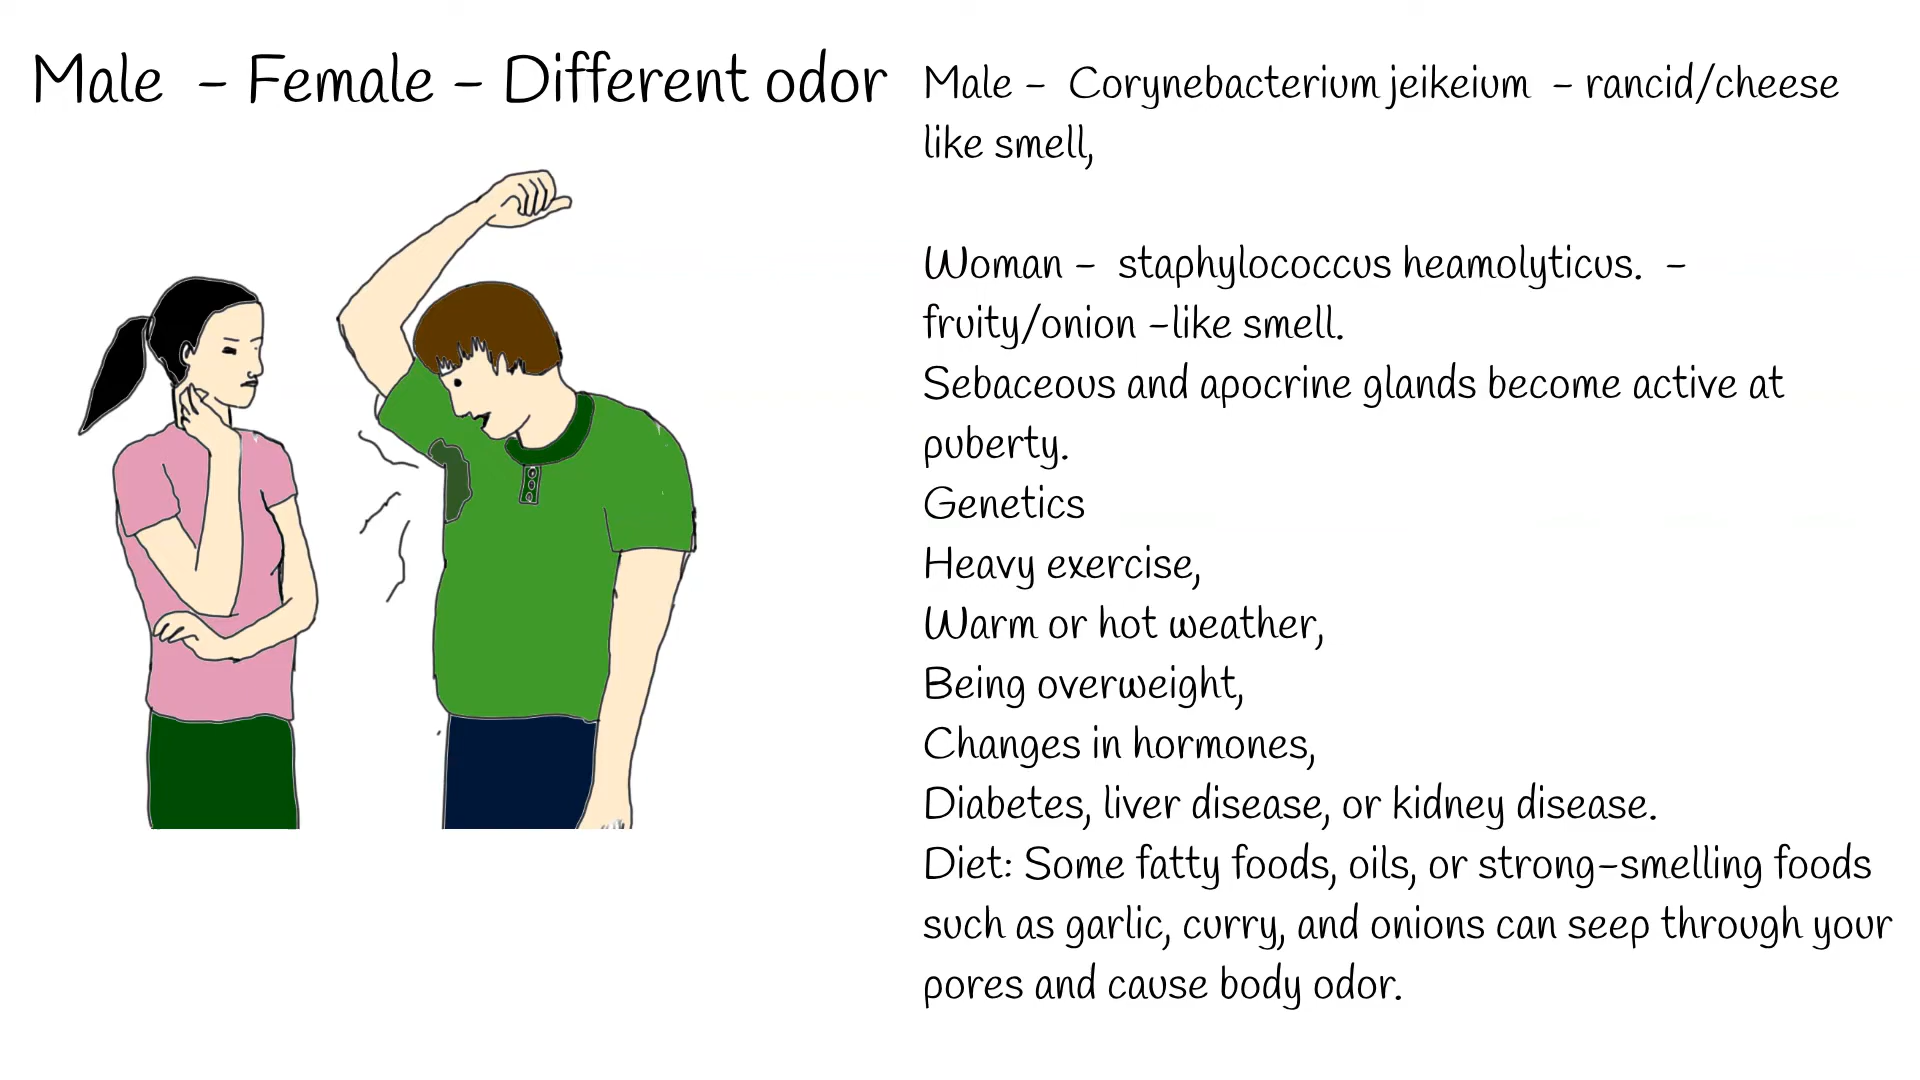 Male - Female - Different odor
Male - Corynebacterium jeikeium - rancid/cheese
like smell,
Woman - staphylococcus heamolyticus. -
fruity/onion -like smell.
Sebaceous and apocrine glands become active at
puberty.
Genetics
Heavy exercise,
Warm or hot weather,
Being overweight,
Changes in hormones,
Diabetes, liver disease, or kidney disease.
Diet: Some fatty foods, oils, or strong-smelling foods
such as garlic, curry, and onions can seep through your
pores and cause body odor.